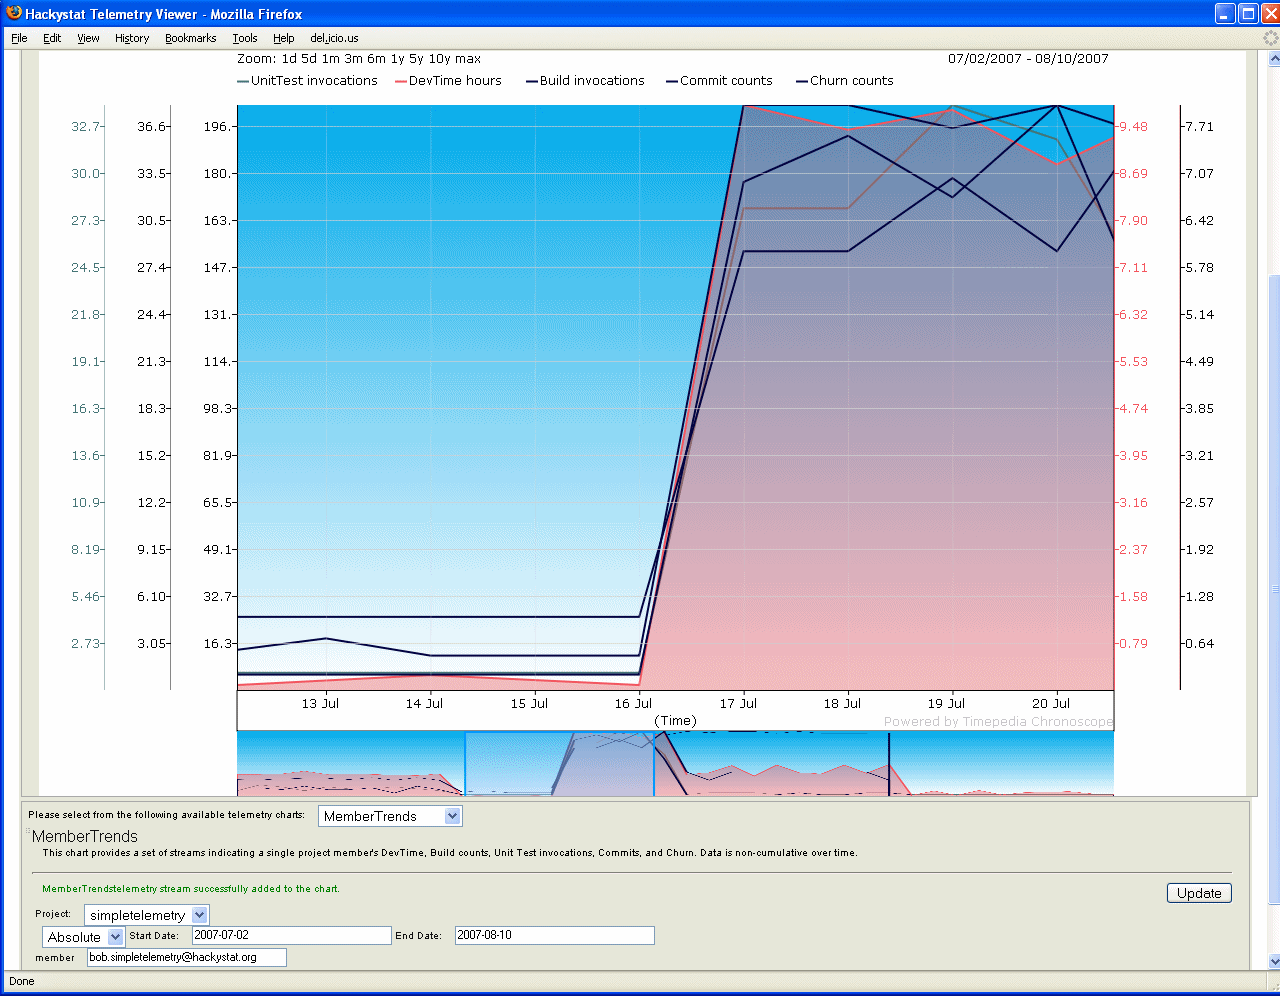 Hackystat Telemetry Viewer - Mozilla Firefox
File Edit View History Bookmarks Tools Help del.icio.us
Zoom: 1d 5d 1m 3m 6m 1y 5y 10y max 07/02/2007 - 08/10/2007
UnitTest invocations DevTime hours Build invocations Commit counts Churn counts
32.7 36.6 196. 9.48 7.71
30.0 33.5 180. 8.69 7.07
27.3 30.5 163. 7.90 6.42
24.5 27.4 147. 7.11 5.78
21.8 24.4 131. 6.32 5.14
19.1 21.3 114. 5.53 4.49
16.3 18.3 98.3 4.74 3.85
13.6 15.2 81.9 3.95 3.21
10.9 12.2 65.5 3.16 2.57
8.19 9.15 49.1 2.37 1.92
5.46 6.10 32.7 1.58 1.28
2.73 3.05 16.3 0.79 0.64
13 Jul 14 Jul 15 Jul 16 Jul 17 Jul 18 Jul 19 Jul 20 Jul
(Time) Powered by Timepedia Chronoscope
Please select from the following available telemetry charts: MemberTrends
MemberTrends
This chart provides a set of streams indicating a single project member's DevTime, Build counts, Unit Test invocations, Commits, and Churn. Data is non-cumulative over time.
MemberTrendstelemetry stream successfully added to the chart.
Update
Project: simpletelemetry
Absolute Start Date: 2007-07-02 End Date: 2007-08-10
member bob.simpletelemetry@hackystat.org
Done